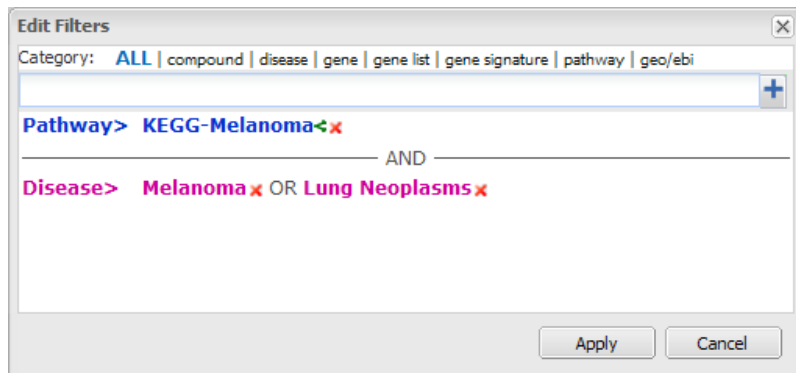 Edit Filters
Category: ALL | compound | disease | gene | gene list | gene signature | pathway | geo/ebi
Pathway> KEGG-Melanoma
AND
Disease> Melanoma OR Lung Neoplasms
Apply Cancel